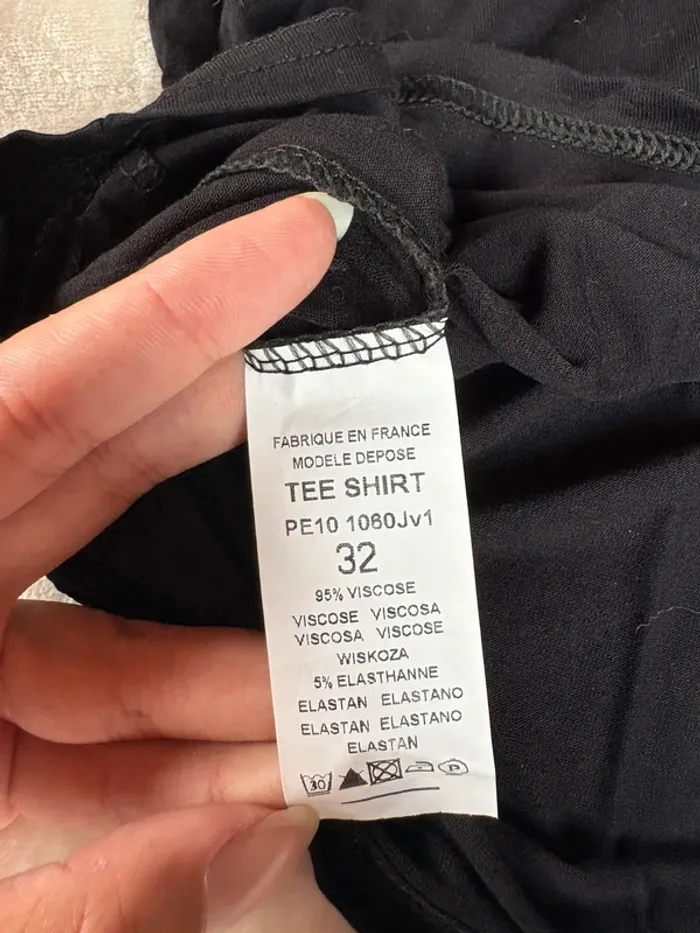 FABRIQUE EN FRANCE
MODELE DEPOSE
TEE SHIRT
PE10 1060Jv1
32
95% VISCOSE
VISCOSE VISCOSA
VISCOSA VISCOSE
WISKOZA
5% ELASTHANNE
ELASTAN ELASTANO
ELASTAN ELASTANO
ELASTAN
30 P